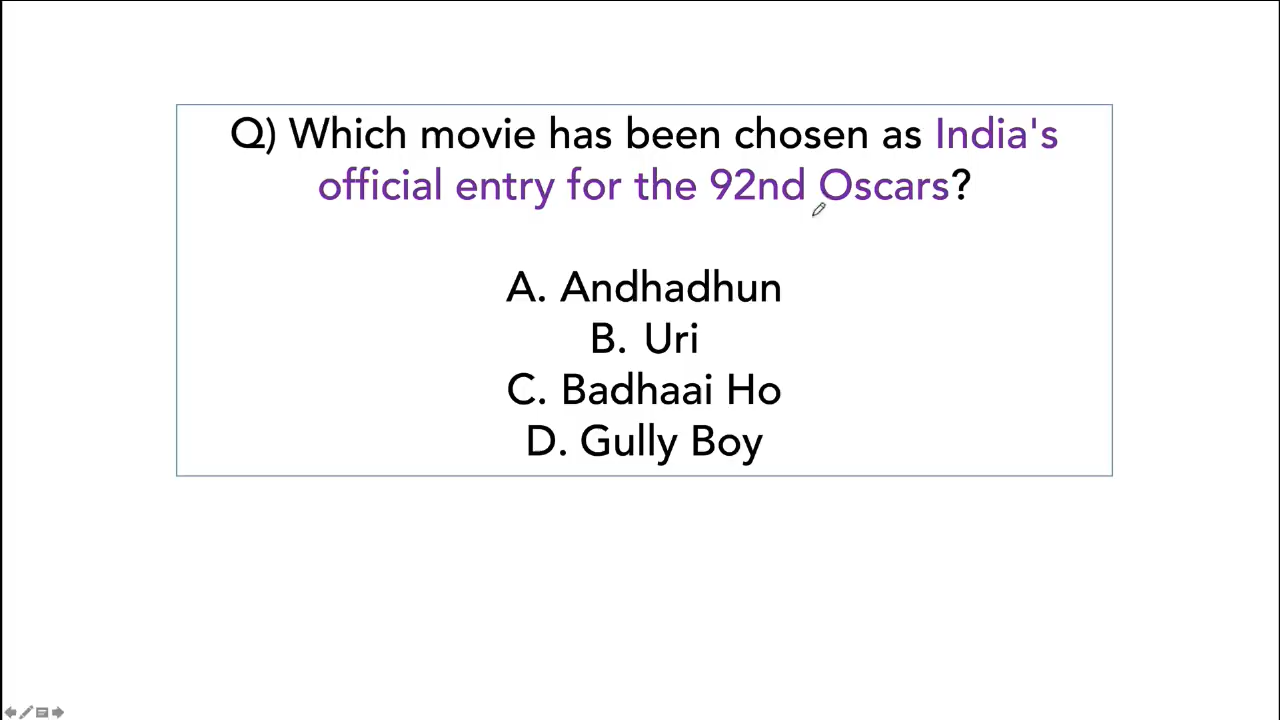 Q) Which movie has been chosen as India's
official entry for the 92nd Oscars?
A. Andhadhun
B. Uri
C. Badhaai Ho
D. Gully Boy